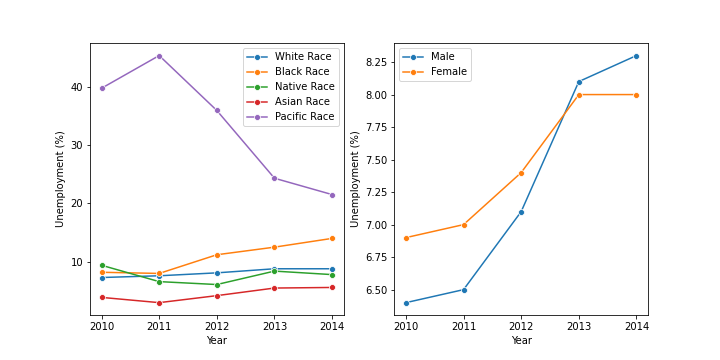 White Race
Black Race
Native Race
Asian Race
Pacific Race
Unemployment (%)
40
30
20
10
2010 2011 2012 2013 2014
Year
Male
Female
Unemployment (%)
8.25
8.00
7.75
7.50
7.25
7.00
6.75
6.50
2010 2011 2012 2013 2014
Year